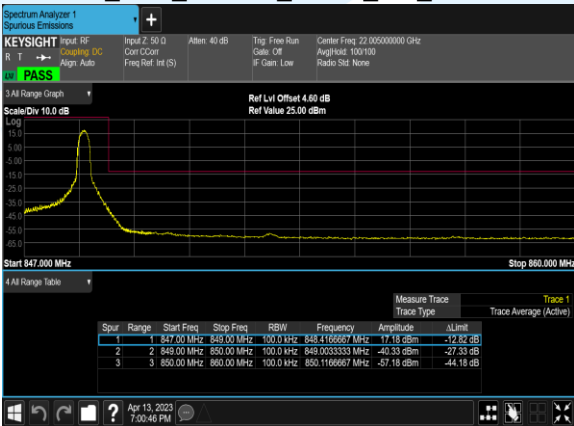 Spectrum Analyzer 1
Spurious Emissions
+
KEYSIGHT
R T
PASS
Input: RF
Coupling: DC
Align: Auto
Input Z: 50 Ω
Corr CCorr
Freq Ref: Int (S)
Atten: 40 dB
Trig: Free Run
Gate: Off
IF Gain: Low
Center Freq: 22.005000000 GHz
Avg|Hold: 100/100
Radio Std: None
3 All Range Graph
Scale/Div 10.0 dB
Ref Lvl Offset 4.60 dB
Ref Value 25.00 dBm
Log
15.0
5.00
-5.00
-15.0
-25.0
-35.0
-45.0
-55.0
-65.0
Start 847.000 MHz
Stop 860.000 MHz
4 All Range Table
Measure Trace Trace 1
Trace Type Trace Average (Active)
Spur Range Start Freq Stop Freq RBW Frequency Amplitude ΔLimit
1 1 847.00 MHz 849.00 MHz 100.0 kHz 848.4166667 MHz 17.18 dBm -12.82 dB
2 2 849.00 MHz 850.00 MHz 100.0 kHz 849.0033333 MHz -40.33 dBm -27.33 dB
3 3 850.00 MHz 860.00 MHz 100.0 kHz 850.1166667 MHz -57.18 dBm -44.18 dB
?
Apr 13, 2023
7:00:46 PM